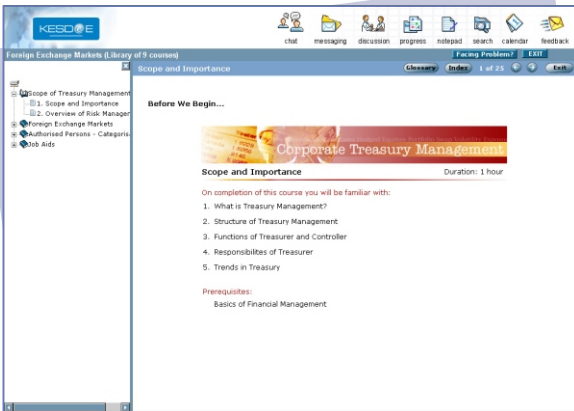 KESDEE
chat messaging discussion progress notepad search calendar feedback
Foreign Exchange Markets (Library of 9 courses) Facing Problem? EXIT
Scope and Importance Glossary Index 1 of 25 Exit
Scope of Treasury Management
1. Scope and Importance
2. Overview of Risk Manager
Foreign Exchange Markets
Authorised Persons - Categoris
Job Aids
Before We Begin...
Corporate Treasury Management
Scope and Importance Duration: 1 hour
On completion of this course you will be familiar with:
1. What is Treasury Management?
2. Structure of Treasury Management
3. Functions of Treasurer and Controller
4. Responsibilites of Treasurer
5. Trends in Treasury
Prerequisites:
Basics of Financial Management